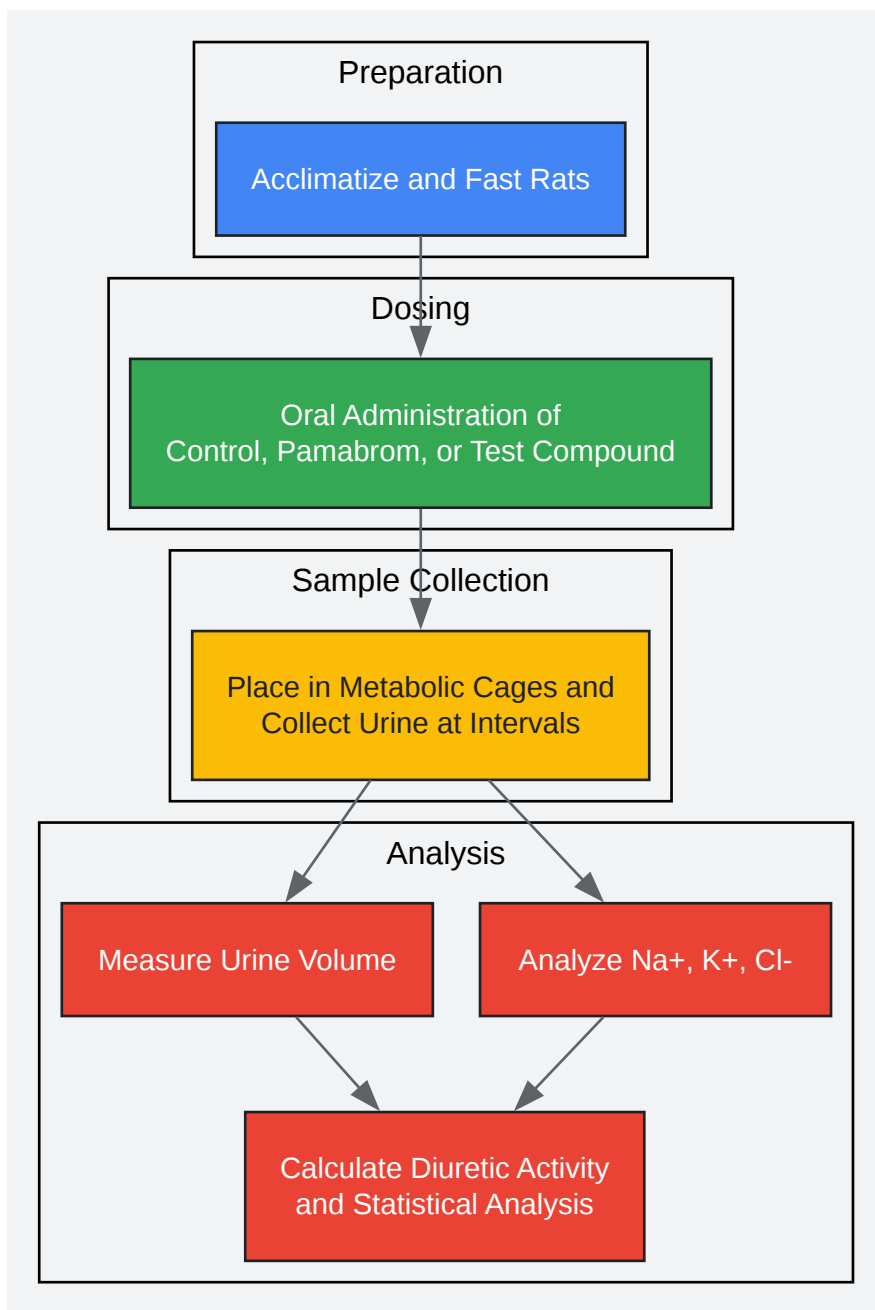 Preparation
Acclimatize and Fast Rats
Dosing
Oral Administration of
Control, Pamabrom, or Test Compound
Sample Collection
Place in Metabolic Cages and
Collect Urine at Intervals
Analysis
Measure Urine Volume
Analyze Na+, K+, Cl-
Calculate Diuretic Activity
and Statistical Analysis